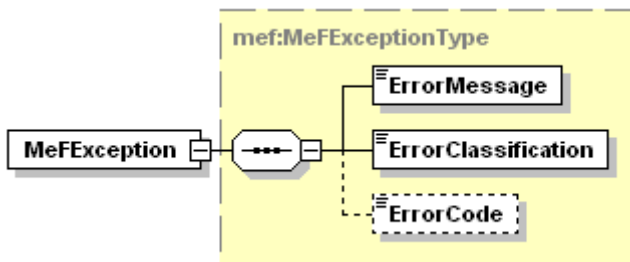 mef:MeFExceptionType
ErrorMessage
MeFException
ErrorClassification
ErrorCode